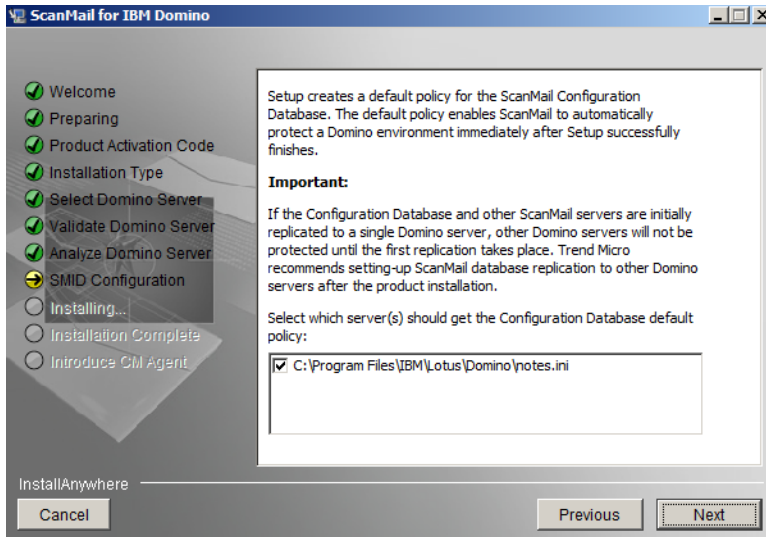 ScanMail for IBM Domino
Welcome
Preparing
Product Activation Code
Installation Type
Select Domino Server
Validate Domino Server
Analyze Domino Server
SMID Configuration
Installing...
Installation Complete
Introduce CM Agent
Setup creates a default policy for the ScanMail Configuration
Database. The default policy enables ScanMail to automatically
protect a Domino environment immediately after Setup successfully
finishes.
Important:
If the Configuration Database and other ScanMail servers are initially
replicated to a single Domino server, other Domino servers will not be
protected until the first replication takes place. Trend Micro
recommends setting-up ScanMail database replication to other Domino
servers after the product installation.
Select which server(s) should get the Configuration Database default
policy:
C:\Program Files\IBM\Lotus\Domino\notes.ini
InstallAnywhere
Cancel
Previous
Next